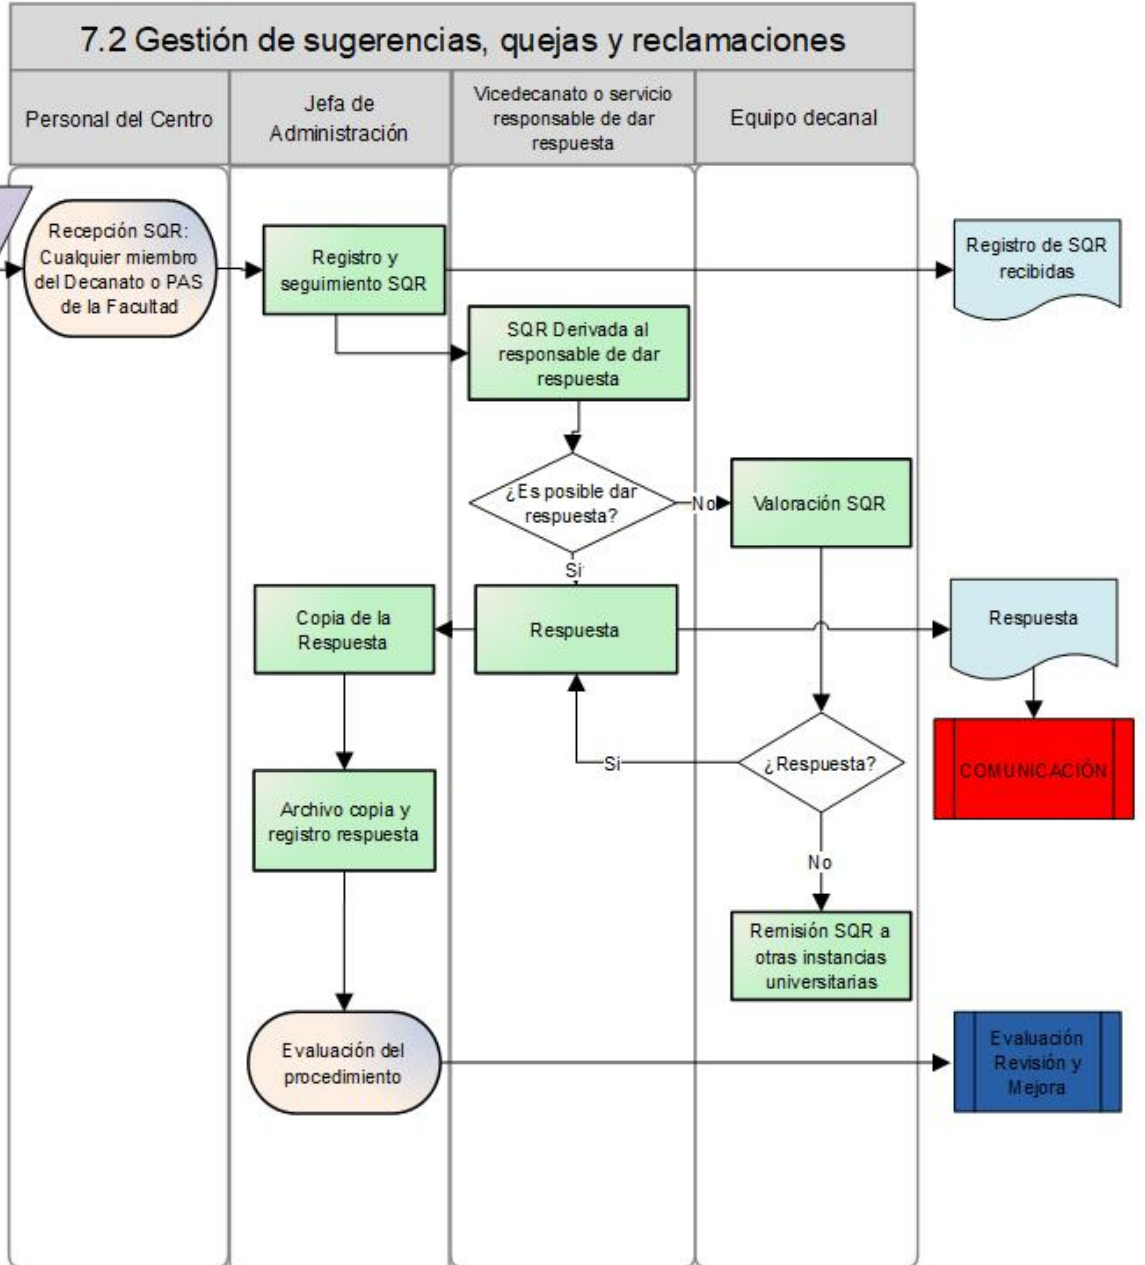 7.2 Gestión de sugerencias, quejas y reclamaciones
Personal del Centro
Jefa de
Administración
Vicedecanato o servicio
responsable de dar
respuesta
Equipo decanal
Recepción SQR:
Cualquier miembro
del Decanato o PAS
de la Facultad
Registro y
seguimiento SQR
Registro de SQR
recibidas
SQR Derivada al
responsable de dar
respuesta
¿Es posible dar
respuesta?
No
Valoración SQR
Si
Copia de la
Respuesta
Respuesta
Respuesta
¿Respuesta?
Si
COMUNICACIÓN
Archivo copia y
registro respuesta
No
Remisión SQR a
otras instancias
universitarias
Evaluación del
procedimiento
Evaluación
Revisión y
Mejora